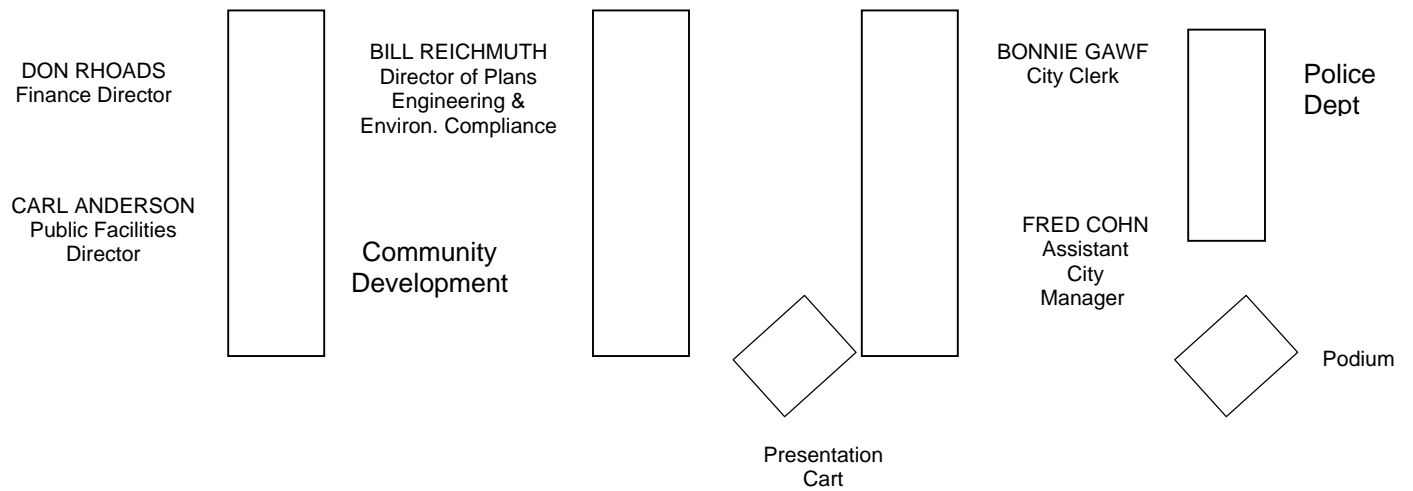 DON RHOADS
Finance Director
CARL ANDERSON
Public Facilities
Director
BILL REICHMUTH
Director of Plans
Engineering &
Environ. Compliance
Community
Development
Presentation
Cart
BONNIE GAWF
City Clerk
FRED COHN
Assistant
City
Manager
Police
Dept
Podium